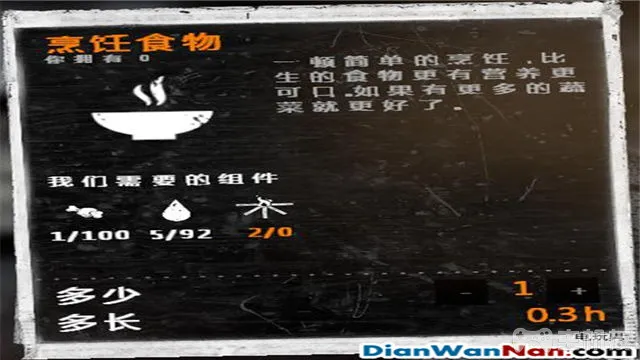 烹饪食物
你拥有 0
一顿简单的烹饪,比
生的食物更有营养更
可口.如果有更多的蔬
菜就更好了。
我们需要的组件
1/100 5/92 2/0
多少
- 1 +
多长
0.3h
DianWanNan.com